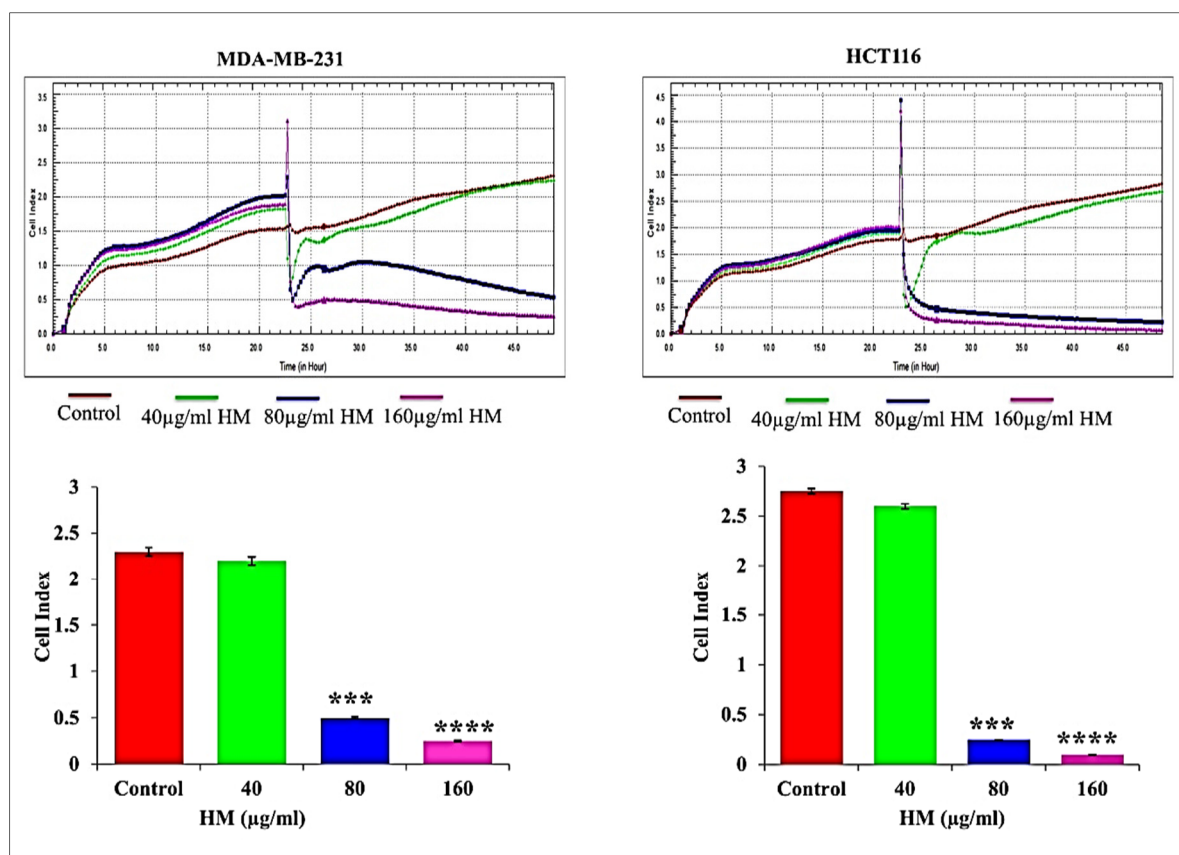 MDA-MB-231
HCT116
3.5
3.0
2.5
2.0
1.5
1.0
0.5
0.0
Cell Index
0.0 5.0 10.0 15.0 20.0 25.0 30.0 35.0 40.0 45.0
Time (in Hour)
4.5
4.0
3.5
3.0
2.5
2.0
1.5
1.0
0.5
0.0
Cell Index
0.0 5.0 10.0 15.0 20.0 25.0 30.0 35.0 40.0 45.0
Time (in Hour)
Control 40µg/ml HM 80µg/ml HM 160µg/ml HM
Control 40µg/ml HM 80µg/ml HM 160µg/ml HM
3
2.5
2
1.5
1
0.5
0
Cell Index
*** ****
Control 40 80 160
HM (µg/ml)
3
2.5
2
1.5
1
0.5
0
Cell Index
*** ****
Control 40 80 160
HM (µg/ml)